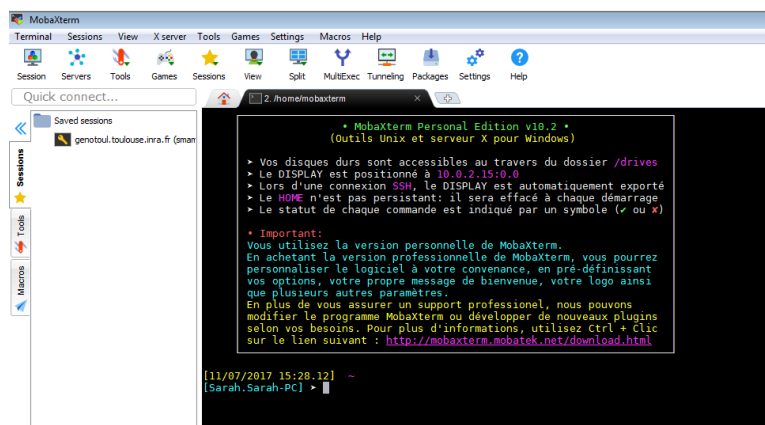 MobaXterm
Terminal Sessions View X server Tools Games Settings Macros Help
Session Servers Tools Games Sessions View Split MultiExec Tunneling Packages Settings Help
Quick connect...
2. /home/mobaxterm
Saved sessions
genotoul.toulouse.inra.fr (sman
Sessions
Tools
Macros
• MobaXterm Personal Edition v10.2 •
(Outils Unix et serveur X pour Windows)
➤ Vos disques durs sont accessibles au travers du dossier /drives
➤ Le DISPLAY est positionné à 10.0.2.15:0.0
➤ Lors d'une connexion SSH, le DISPLAY est automatiquement exporté
➤ Le HOME n'est pas persistant: il sera effacé à chaque démarrage
➤ Le statut de chaque commande est indiqué par un symbole (✔ ou ✘)
• Important:
Vous utilisez la version personnelle de MobaXterm.
En achetant la version professionnelle de MobaXterm, vous pourrez
personnaliser le logiciel à votre convenance, en pré-définissant
vos options, votre propre message de bienvenue, votre logo ainsi
que plusieurs autres paramètres.
En plus de vous assurer un support professionel, nous pouvons
modifier le programme MobaXterm ou développer de nouveaux plugins
selon vos besoins. Pour plus d'informations, utilisez Ctrl + Clic
sur le lien suivant : http://mobaxterm.mobatek.net/download.html
[11/07/2017 15:28.12] ~
[Sarah.Sarah-PC] ➤